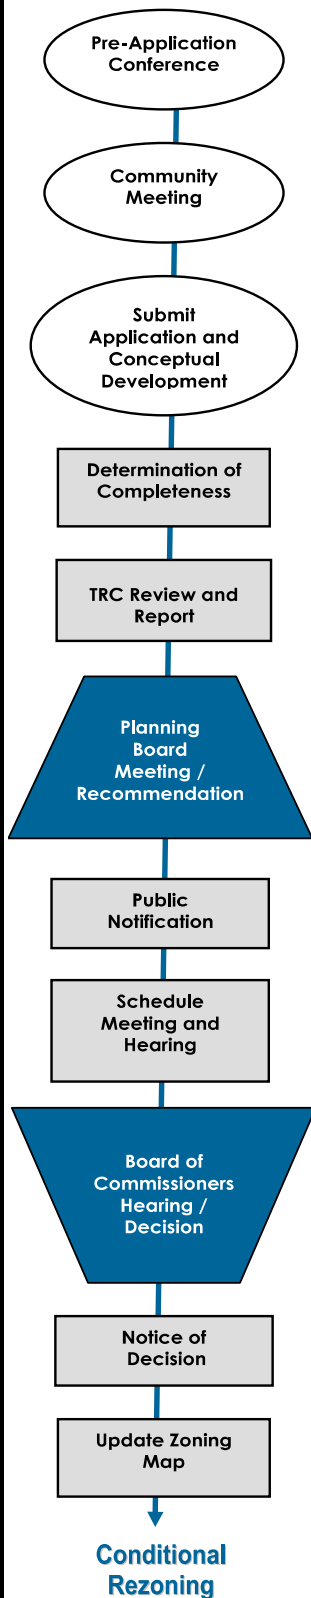 Pre-Application
Conference
Community
Meeting
Submit
Application and
Conceptual
Development
Determination of
Completeness
TRC Review and
Report
Planning
Board
Meeting /
Recommendation
Public
Notification
Schedule
Meeting and
Hearing
Board of
Commissioners
Hearing /
Decision
Notice of
Decision
Update Zoning
Map
Conditional
Rezoning